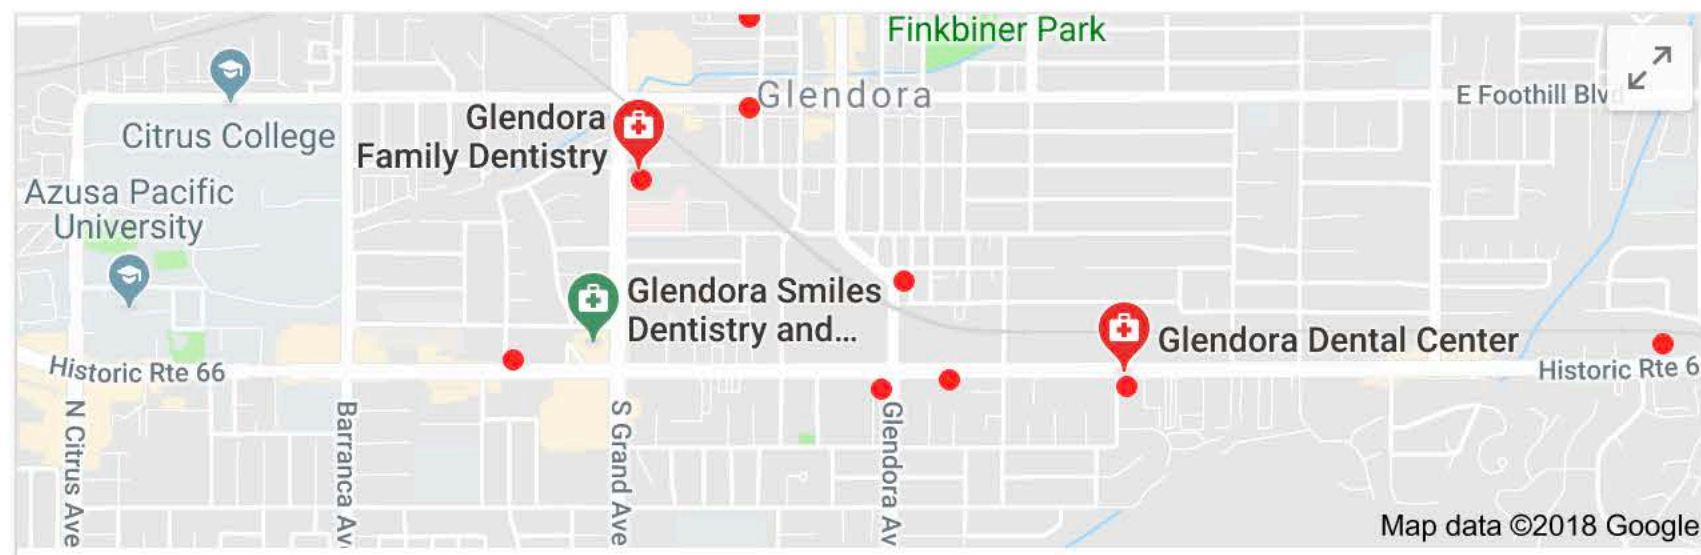 Finkbiner Park
Glendora
E Foothill Blv
Glendora
Family Dentistry
Citrus College
Azusa Pacific
University
Glendora Smiles
Dentistry and...
Glendora Dental Center
Historic Rte 66
Historic Rte 6
N Citrus Ave
Barranca Av
S Grand Ave
Glendora Av
Map data ©2018 Google